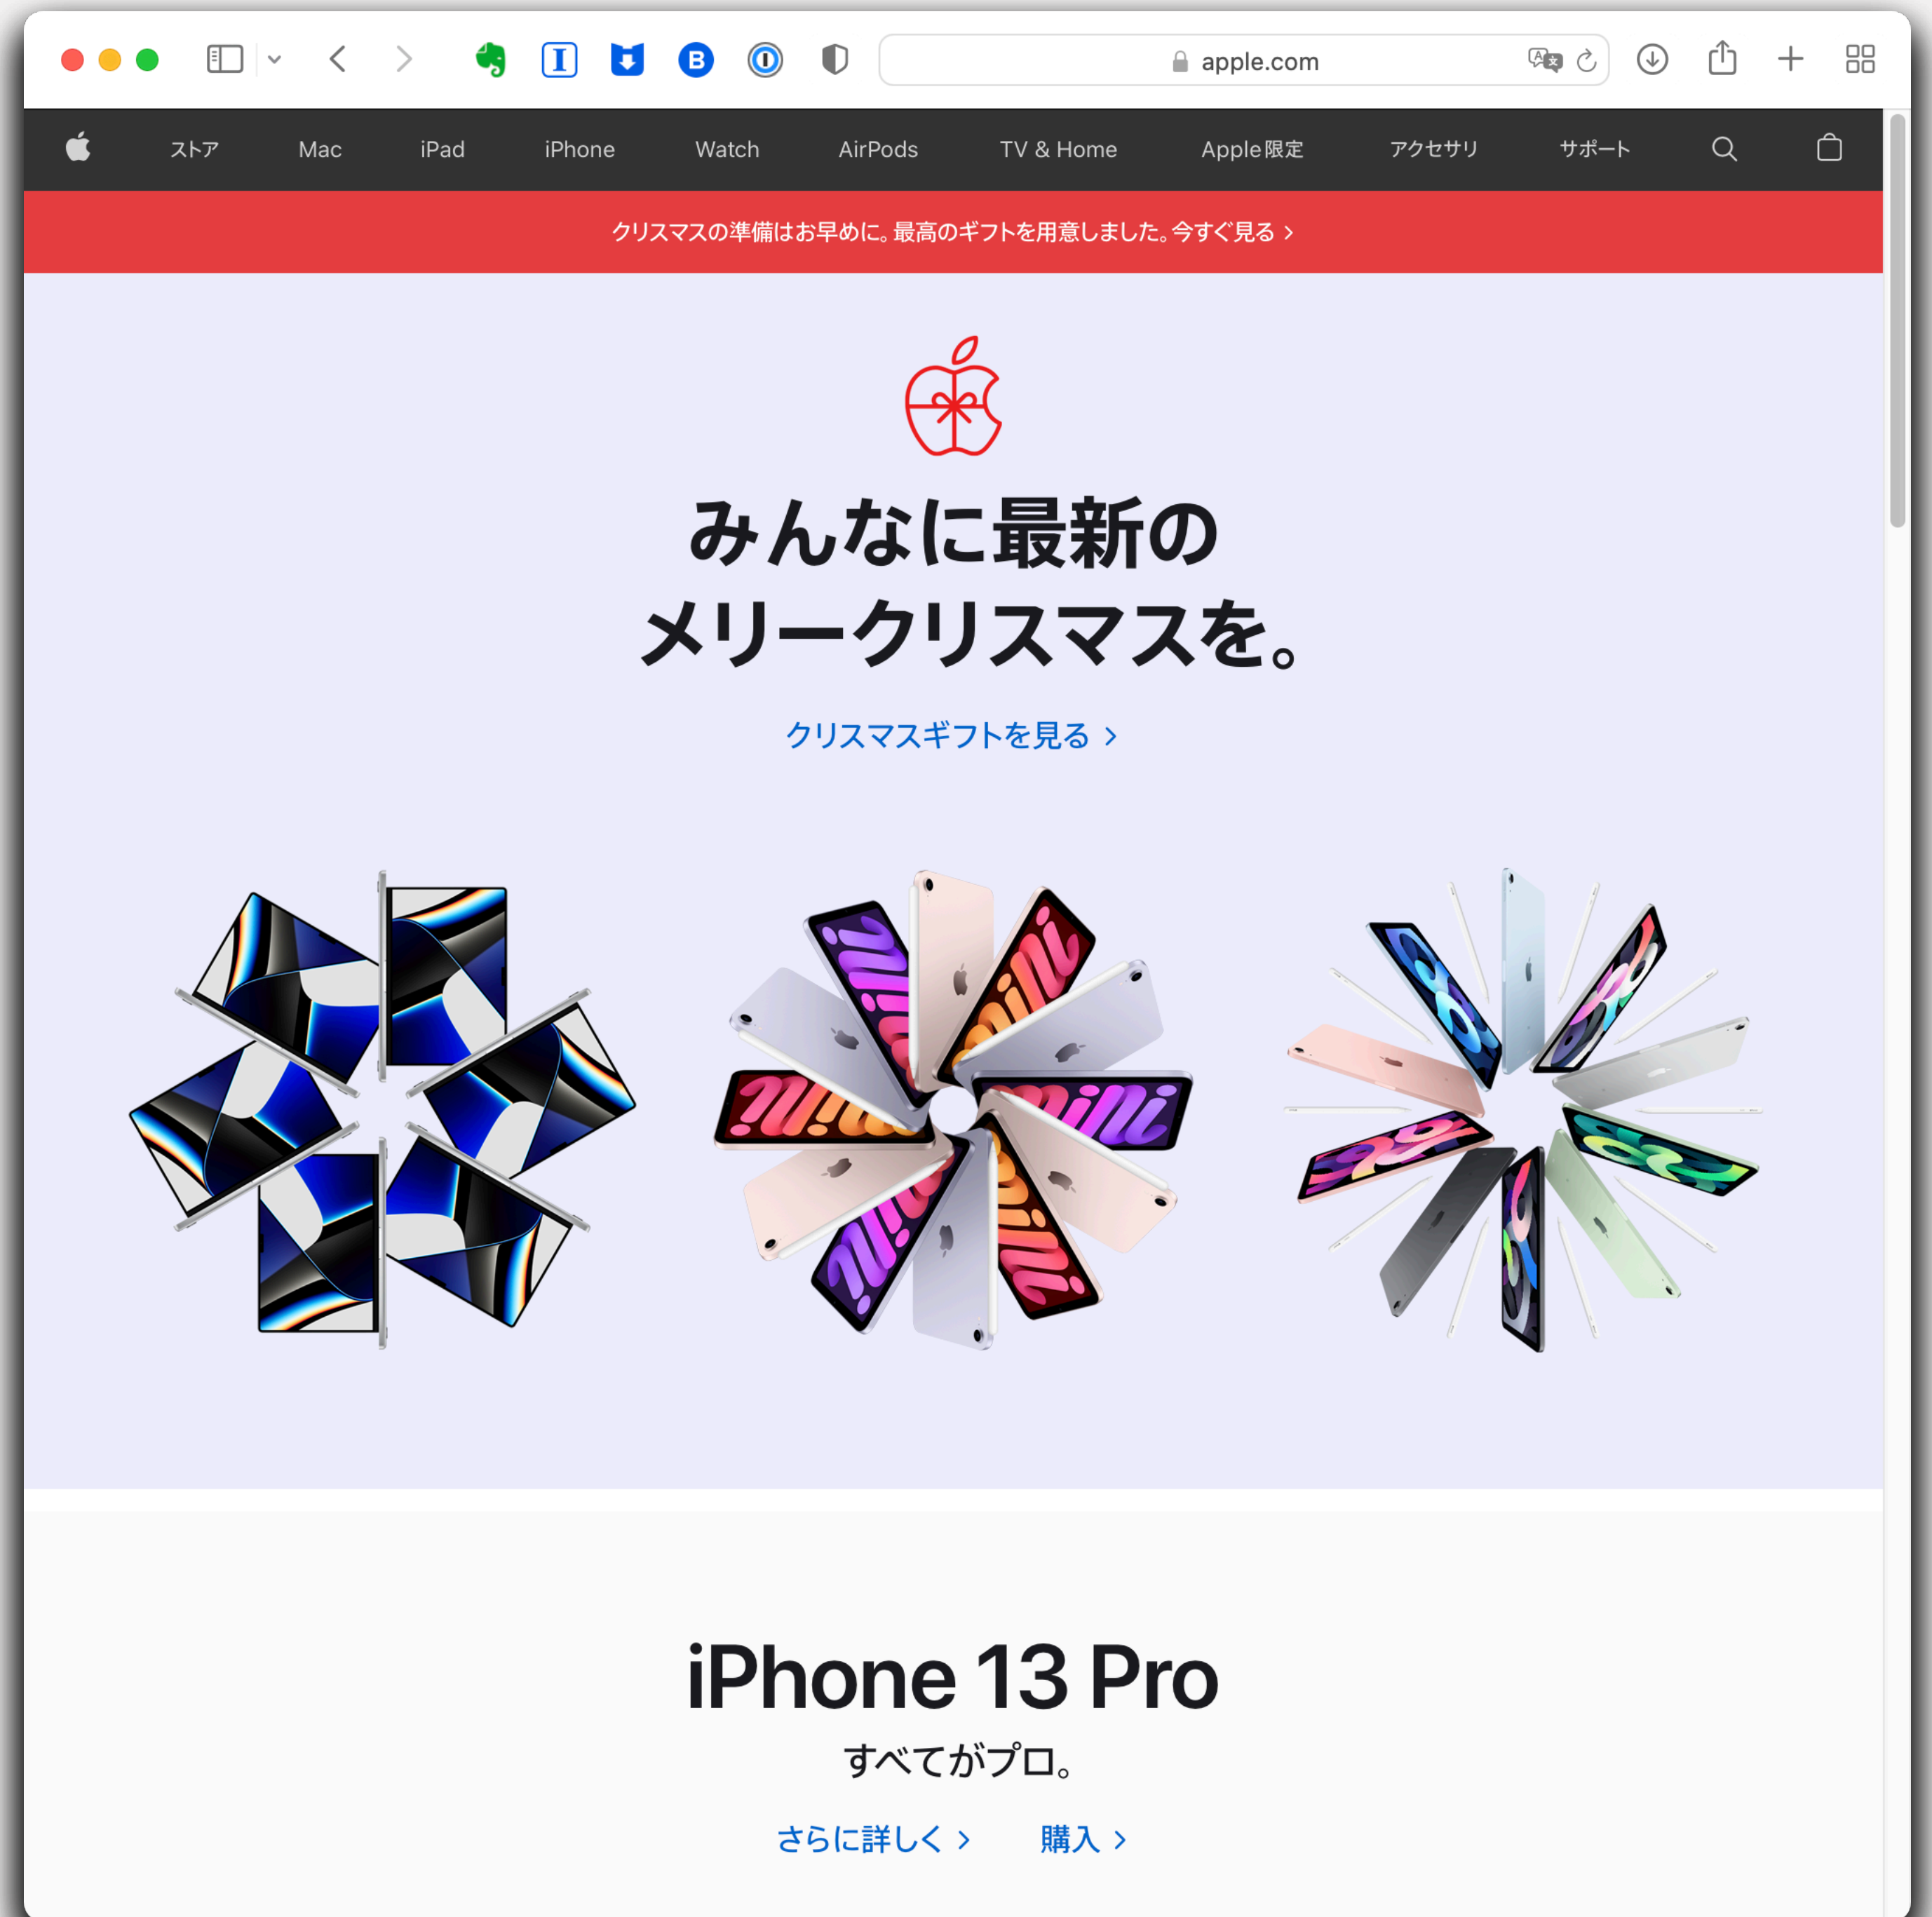 apple.com
ストア Mac iPad iPhone Watch AirPods TV & Home Apple限定 アクセサリ サポート
クリスマスの準備はお早めに。最高のギフトを用意しました。今すぐ見る >
みんなに最新の
メリークリスマスを。
クリスマスギフトを見る >
iPhone 13 Pro
すべてがプロ。
さらに詳しく > 購入 >